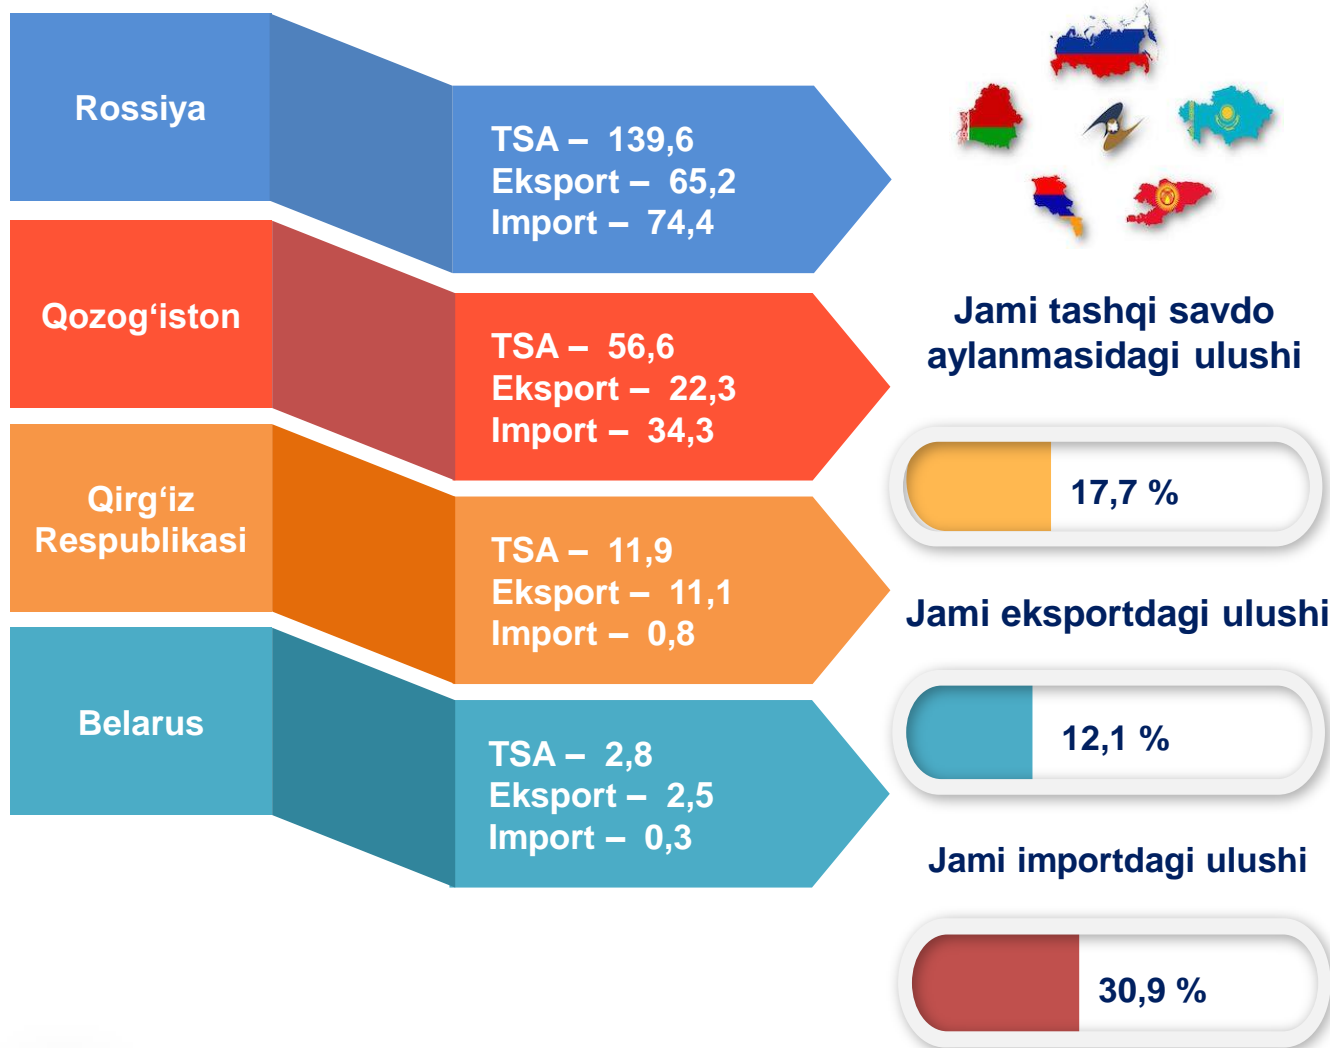 Rossiya
TSA – 139,6
Eksport – 65,2
Import – 74,4
Qozog‘iston
TSA – 56,6
Eksport – 22,3
Import – 34,3
Qirg‘iz
Respublikasi
TSA – 11,9
Eksport – 11,1
Import – 0,8
Belarus
TSA – 2,8
Eksport – 2,5
Import – 0,3
Jami tashqi savdo
aylanmasidagi ulushi
17,7 %
Jami eksportdagi ulushi
12,1 %
Jami importdagi ulushi
30,9 %